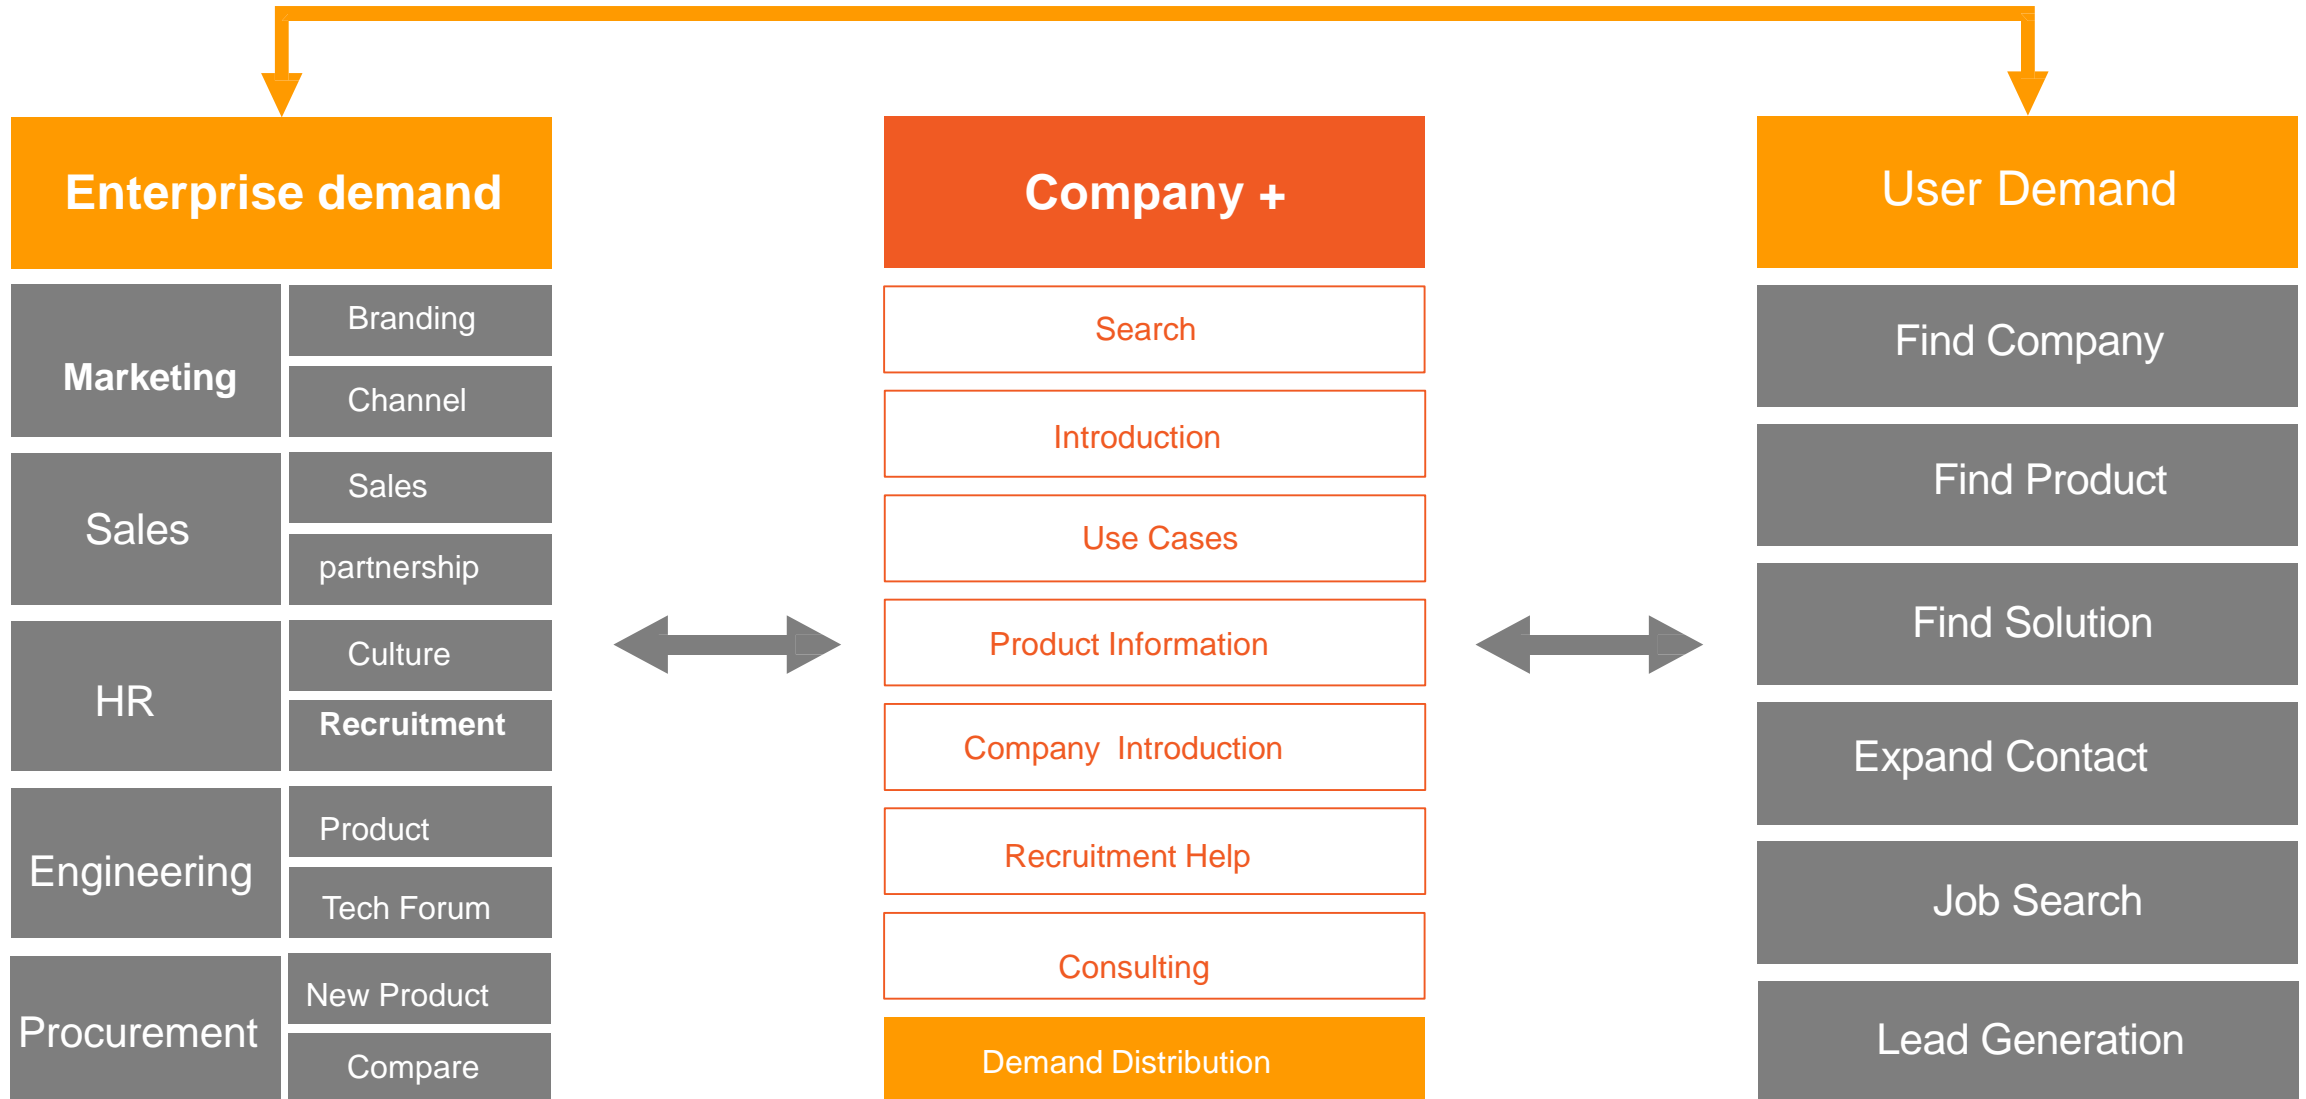 Enterprise demand
Marketing
Branding
Channel
Sales
Sales
partnership
HR
Culture
Recruitment
Engineering
Product
Tech Forum
Procurement
New Product
Compare
Company +
Search
Introduction
Use Cases
Product Information
Company  Introduction
Recruitment Help
Consulting
Demand Distribution
User Demand
Find Company
Find Product
Find Solution
Expand Contact
Job Search
Lead Generation